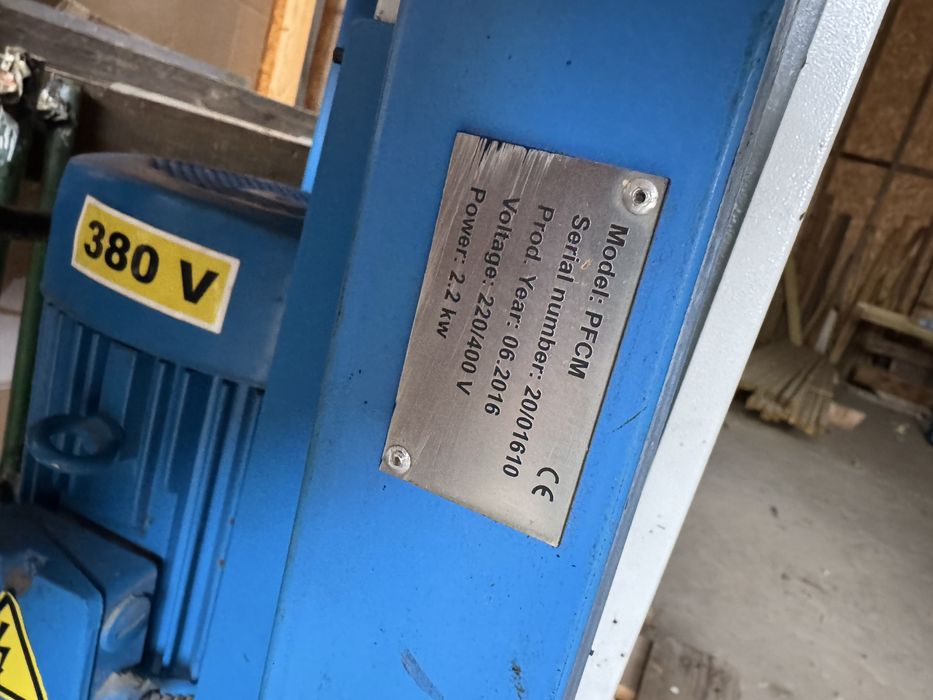 380 V
Model: PFCM
Serial number: 20/01610
Prod. Year: 06.2016
Voltage: 220/400 V
Power: 2.2 kw
CE